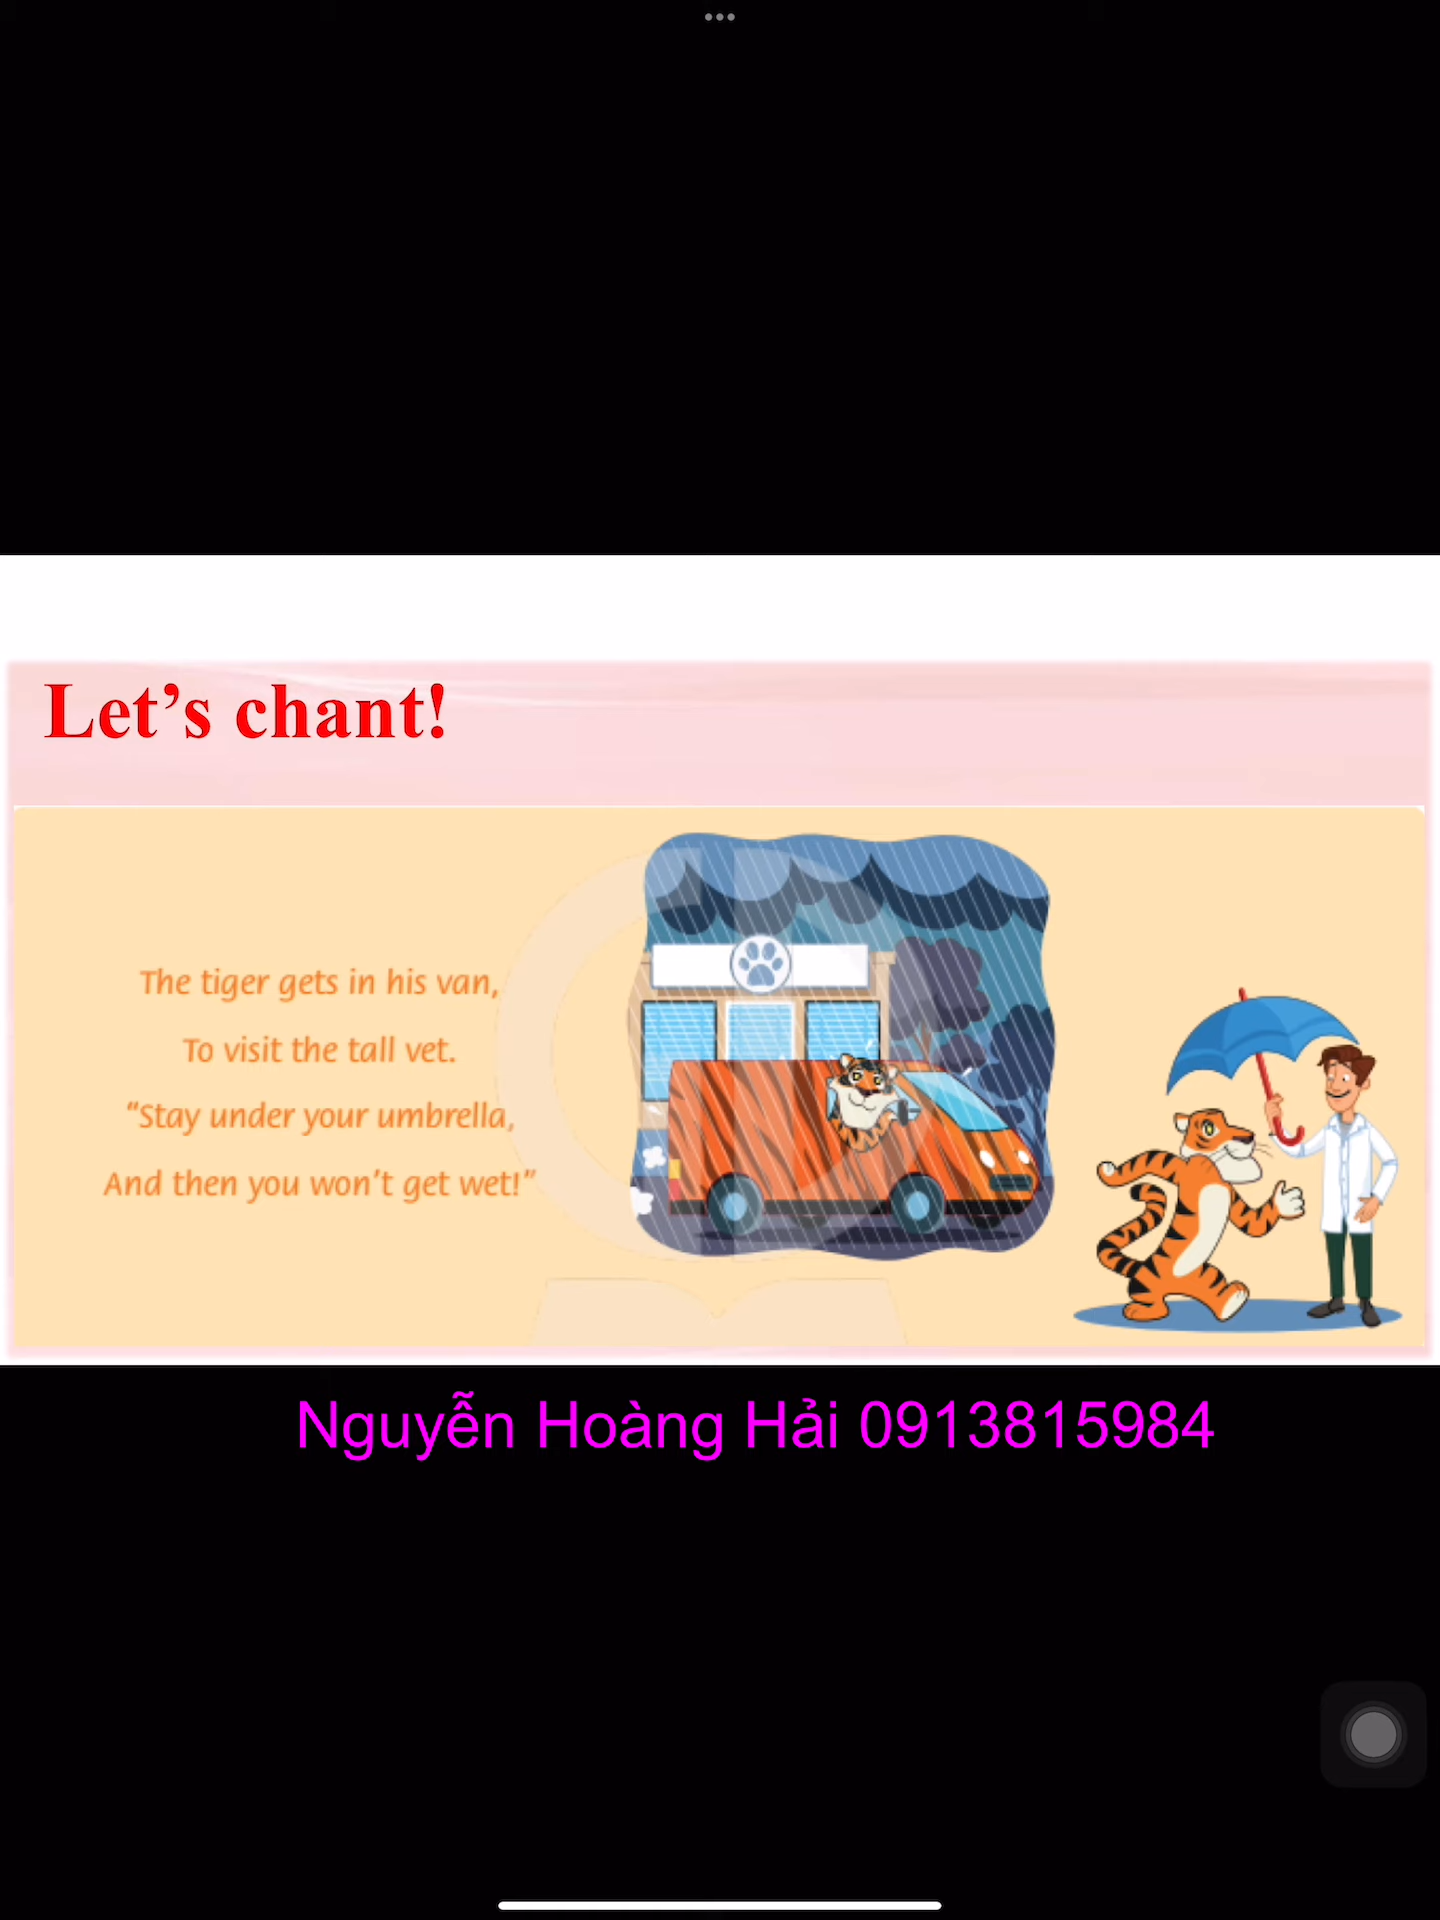 Let’s chant!
The tiger gets in his van,
To visit the tall vet.
“Stay under your umbrella,
And then you won’t get wet!”
Nguyễn Hoàng Hải 0913815984